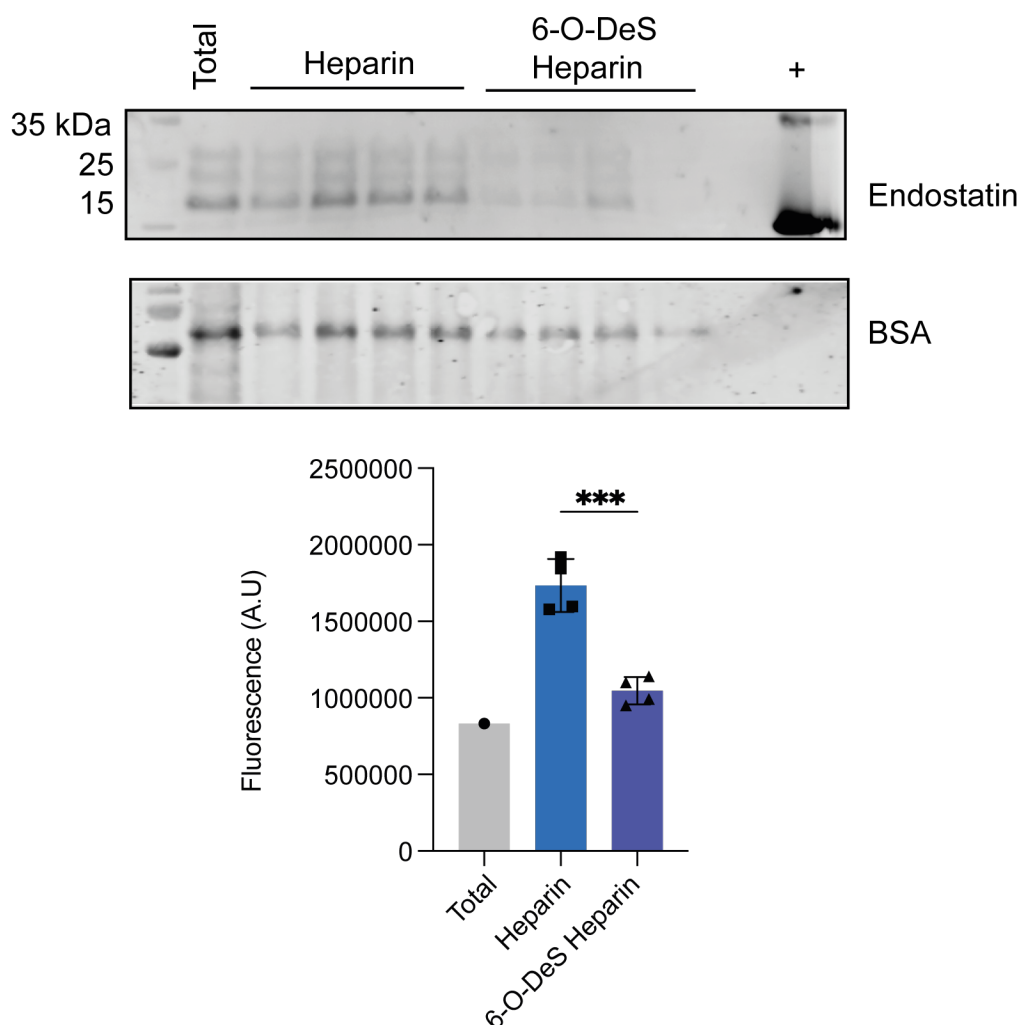 Total
Heparin
6-O-DeS
Heparin
+
35 kDa
25
15
Endostatin
BSA
2500000
2000000
1500000
1000000
500000
0
Fluorescence (A.U)
***
Total
Heparin
6-O-DeS Heparin